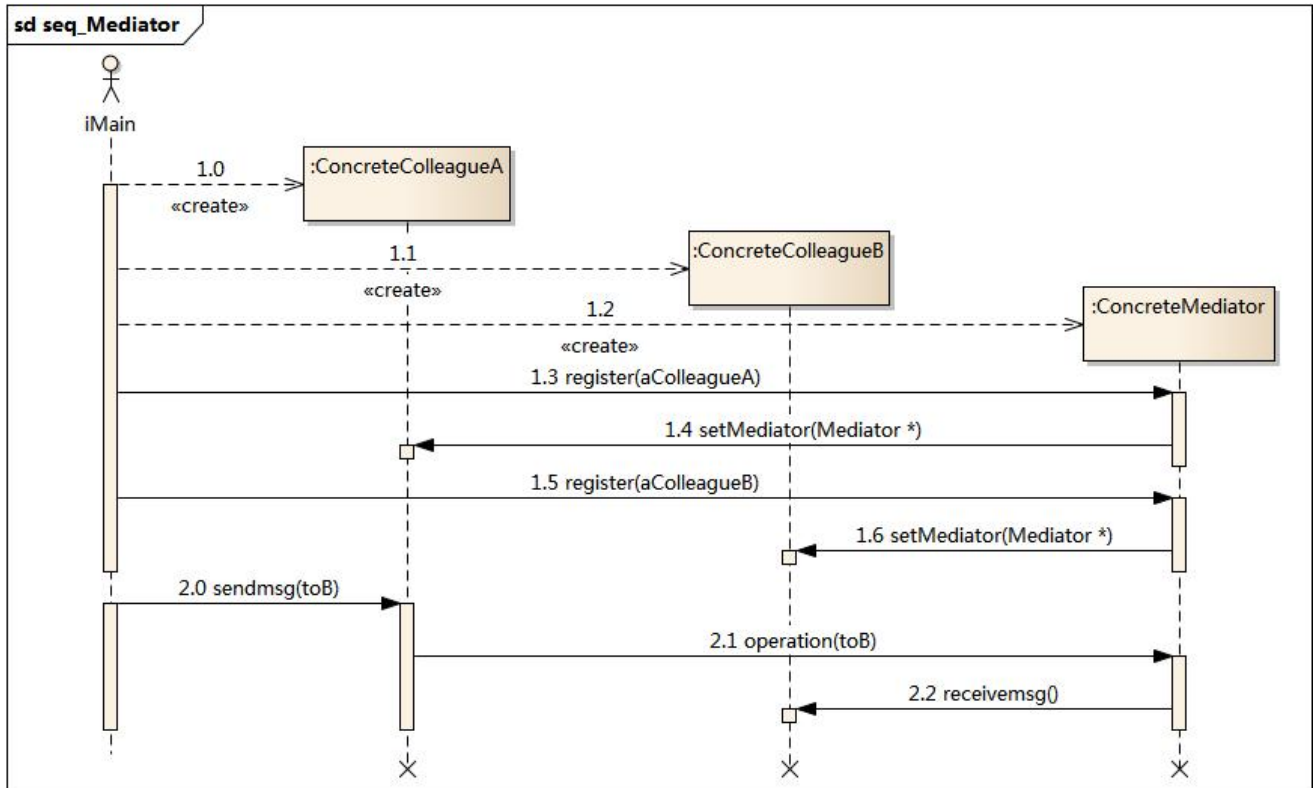 sd seq_Mediator
iMain
1.0
«create»
:ConcreteColleagueA
1.1
«create»
:ConcreteColleagueB
1.2
«create»
:ConcreteMediator
1.3 register(aColleagueA)
1.4 setMediator(Mediator *)
1.5 register(aColleagueB)
1.6 setMediator(Mediator *)
2.0 sendmsg(toB)
2.1 operation(toB)
2.2 receivemsg()